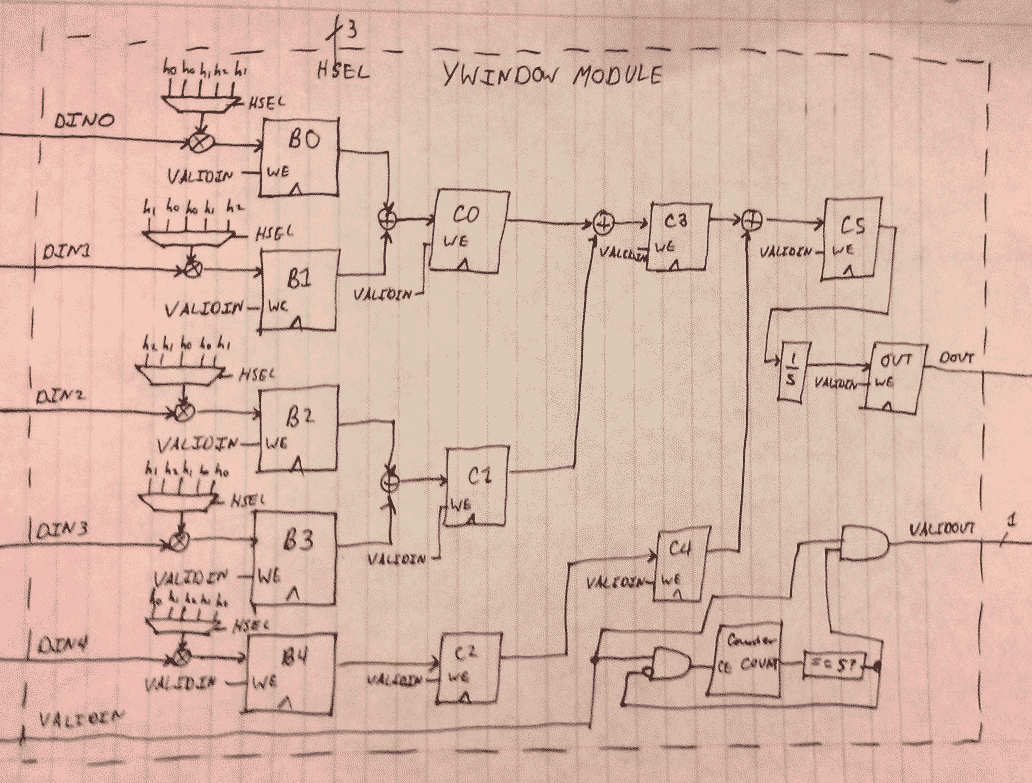 3
HSEL
YWINDOW MODULE
h0 h0 h1 h2 h1
HSEL
DIN0
B0
VALIDIN
WE
h1 h0 h0 h1 h2
HSEL
DIN1
B1
VALIDIN
WE
C0
WE
VALIDIN
C3
VALIDIN
WE
C5
VALIDIN
WE
h2 h1 h0 h0 h1
HSEL
DIN2
B2
VALIDIN
WE
1
5
OUT
VALIDIN
WE
DOUT
h1 h2 h1 h0 h0
HSEL
DIN3
B3
VALIDIN
WE
C1
WE
VALIDIN
C4
VALIDIN
WE
VALIDOUT
1
h0 h1 h2 h1 h0
HSEL
DIN4
B4
VALIDIN
WE
C2
VALIDIN
WE
Counter
CE COUNT
== 5?
VALIDIN